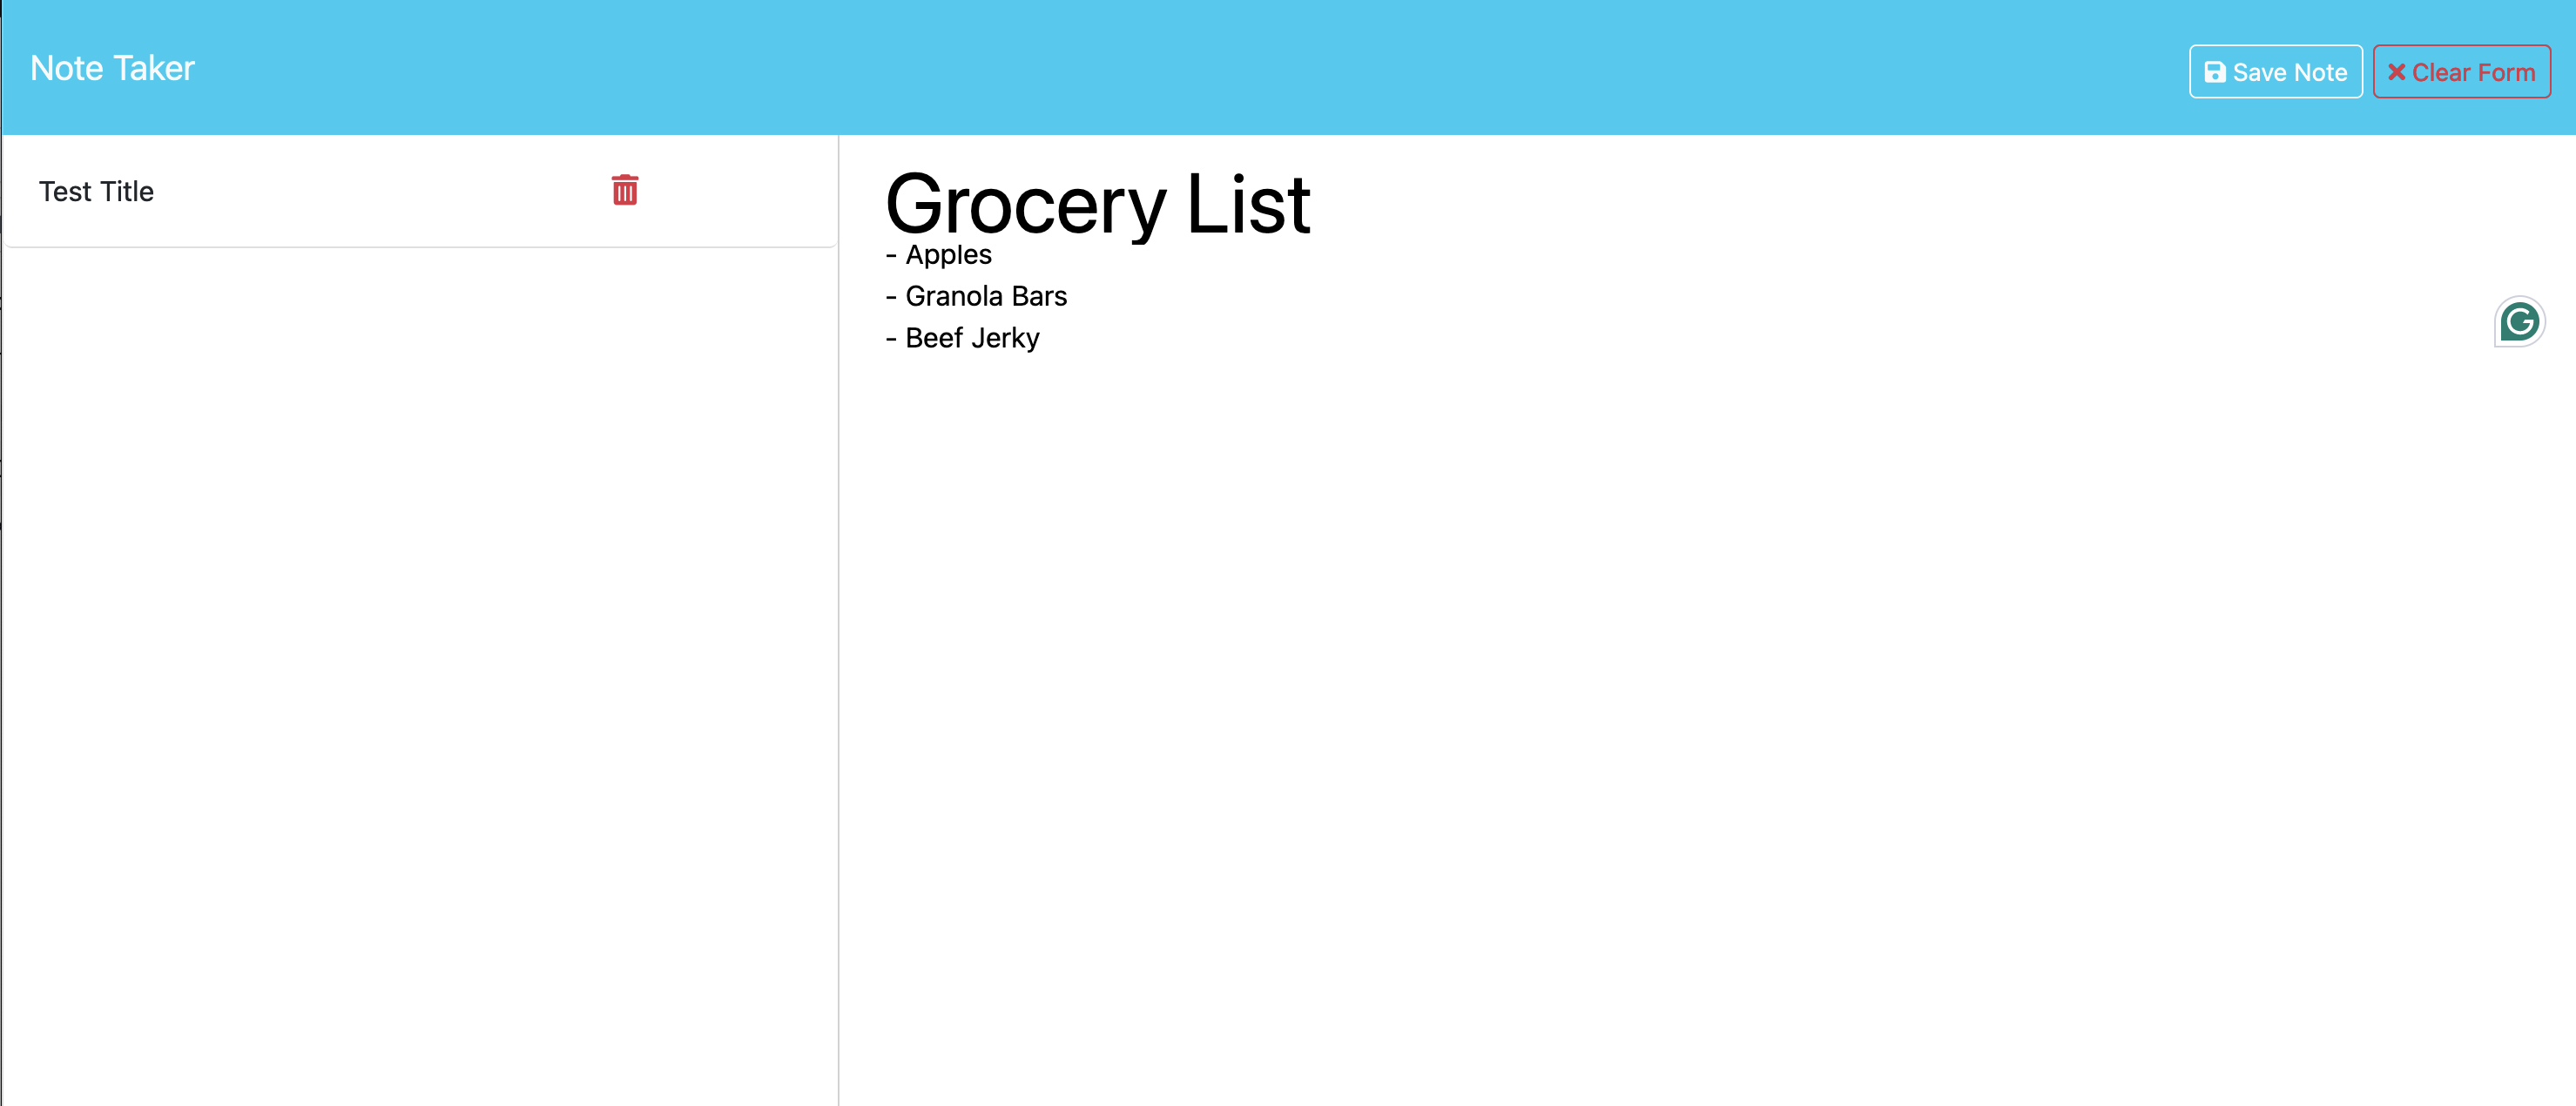 Note Taker
Save Note
Clear Form
Test Title
Grocery List
- Apples
- Granola Bars
- Beef Jerky